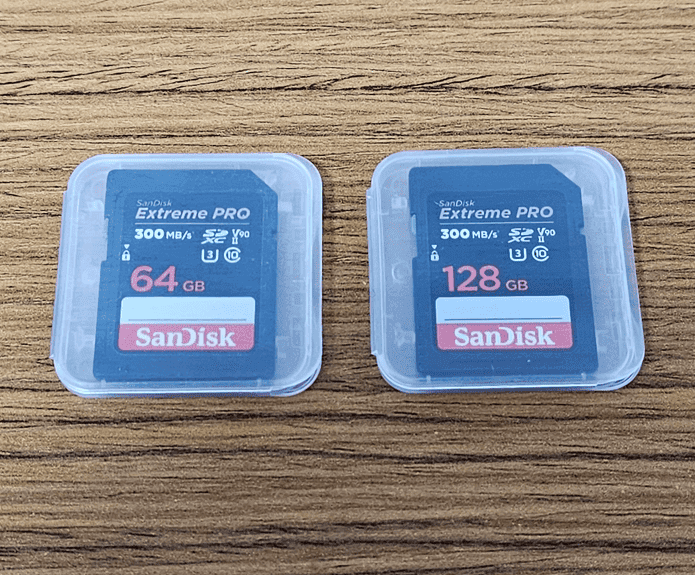 SanDisk
Extreme PRO
300 MB/s
SD XC II V90
3 10
64 GB
SanDisk
SanDisk
Extreme PRO
300 MB/s
SD XC II V90
3 10
128 GB
SanDisk